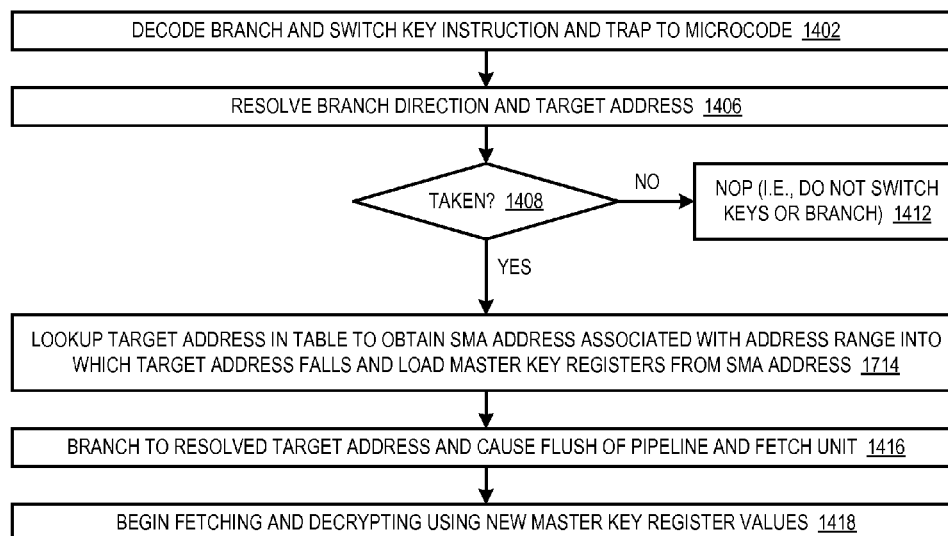 DECODE BRANCH AND SWITCH KEY INSTRUCTION AND TRAP TO MICROCODE 1402
RESOLVE BRANCH DIRECTION AND TARGET ADDRESS 1406
TAKEN? 1408
NO
NOP (I.E., DO NOT SWITCH
KEYS OR BRANCH) 1412
YES
LOOKUP TARGET ADDRESS IN TABLE TO OBTAIN SMA ADDRESS ASSOCIATED WITH ADDRESS RANGE INTO
WHICH TARGET ADDRESS FALLS AND LOAD MASTER KEY REGISTERS FROM SMA ADDRESS 1714
BRANCH TO RESOLVED TARGET ADDRESS AND CAUSE FLUSH OF PIPELINE AND FETCH UNIT 1416
BEGIN FETCHING AND DECRYPTING USING NEW MASTER KEY REGISTER VALUES 1418